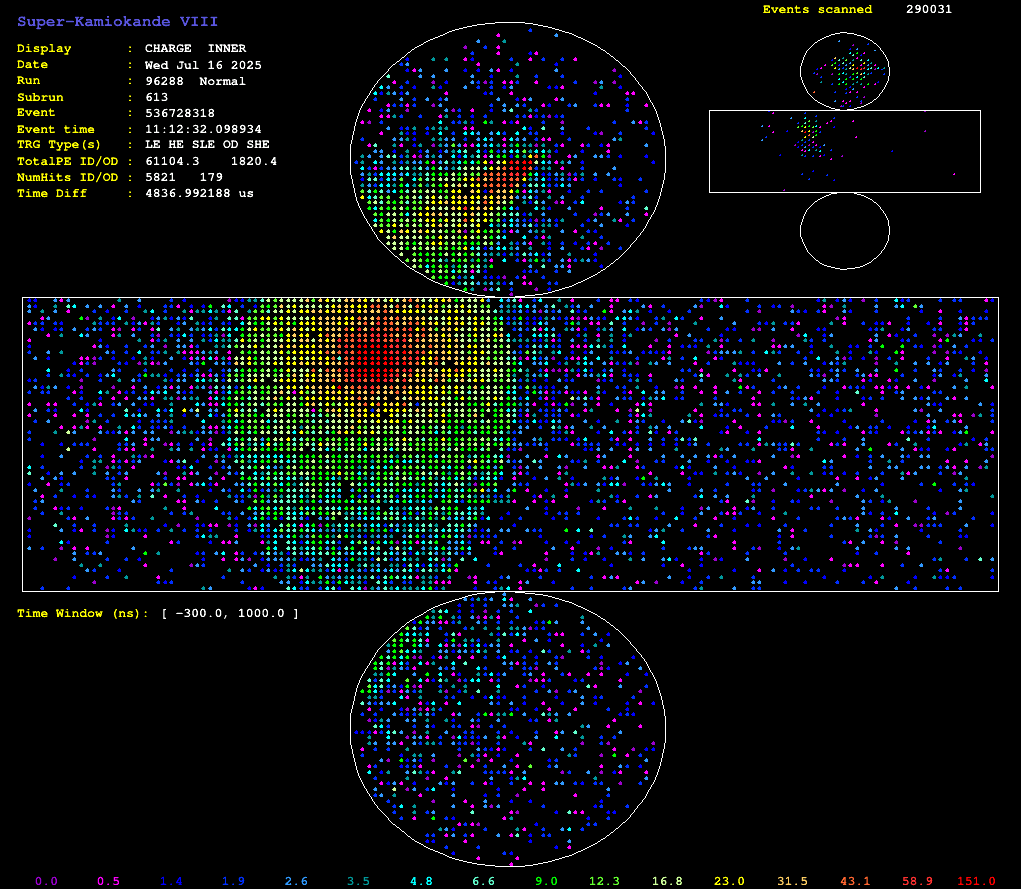 Super-Kamiokande VIII
Events scanned 290031
Display : CHARGE INNER
Date : Wed Jul 16 2025
Run : 96288 Normal
Subrun : 613
Event : 536728318
Event time : 11:12:32.098934
TRG Type(s) : LE HE SLE OD SHE
TotalPE ID/OD : 61104.3 1820.4
NumHits ID/OD : 5821 179
Time Diff : 4836.992188 us
Time Window (ns): [ -300.0, 1000.0 ]
0.0 0.5 1.4 1.9 2.6 3.5 4.8 6.6 9.0 12.3 16.8 23.0 31.5 43.1 58.9 151.0